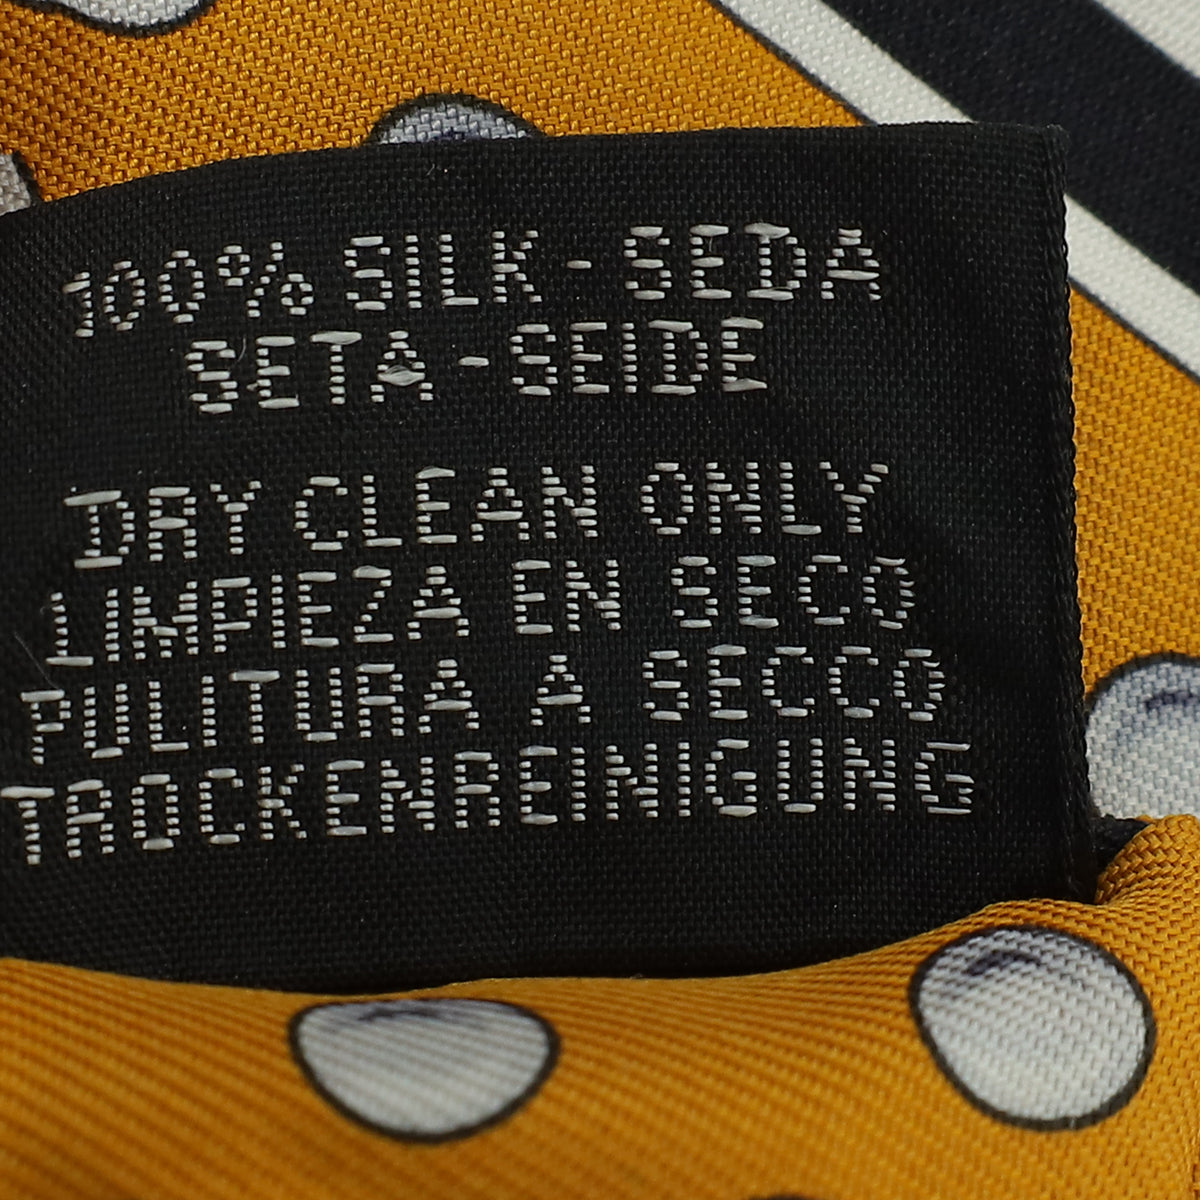 100% SILK - SEDA
SETA - SEIDE
DRY CLEAN ONLY
LIMPIEZA EN SECO
PULITURA A SECCO
TROCKENREINIGUNG